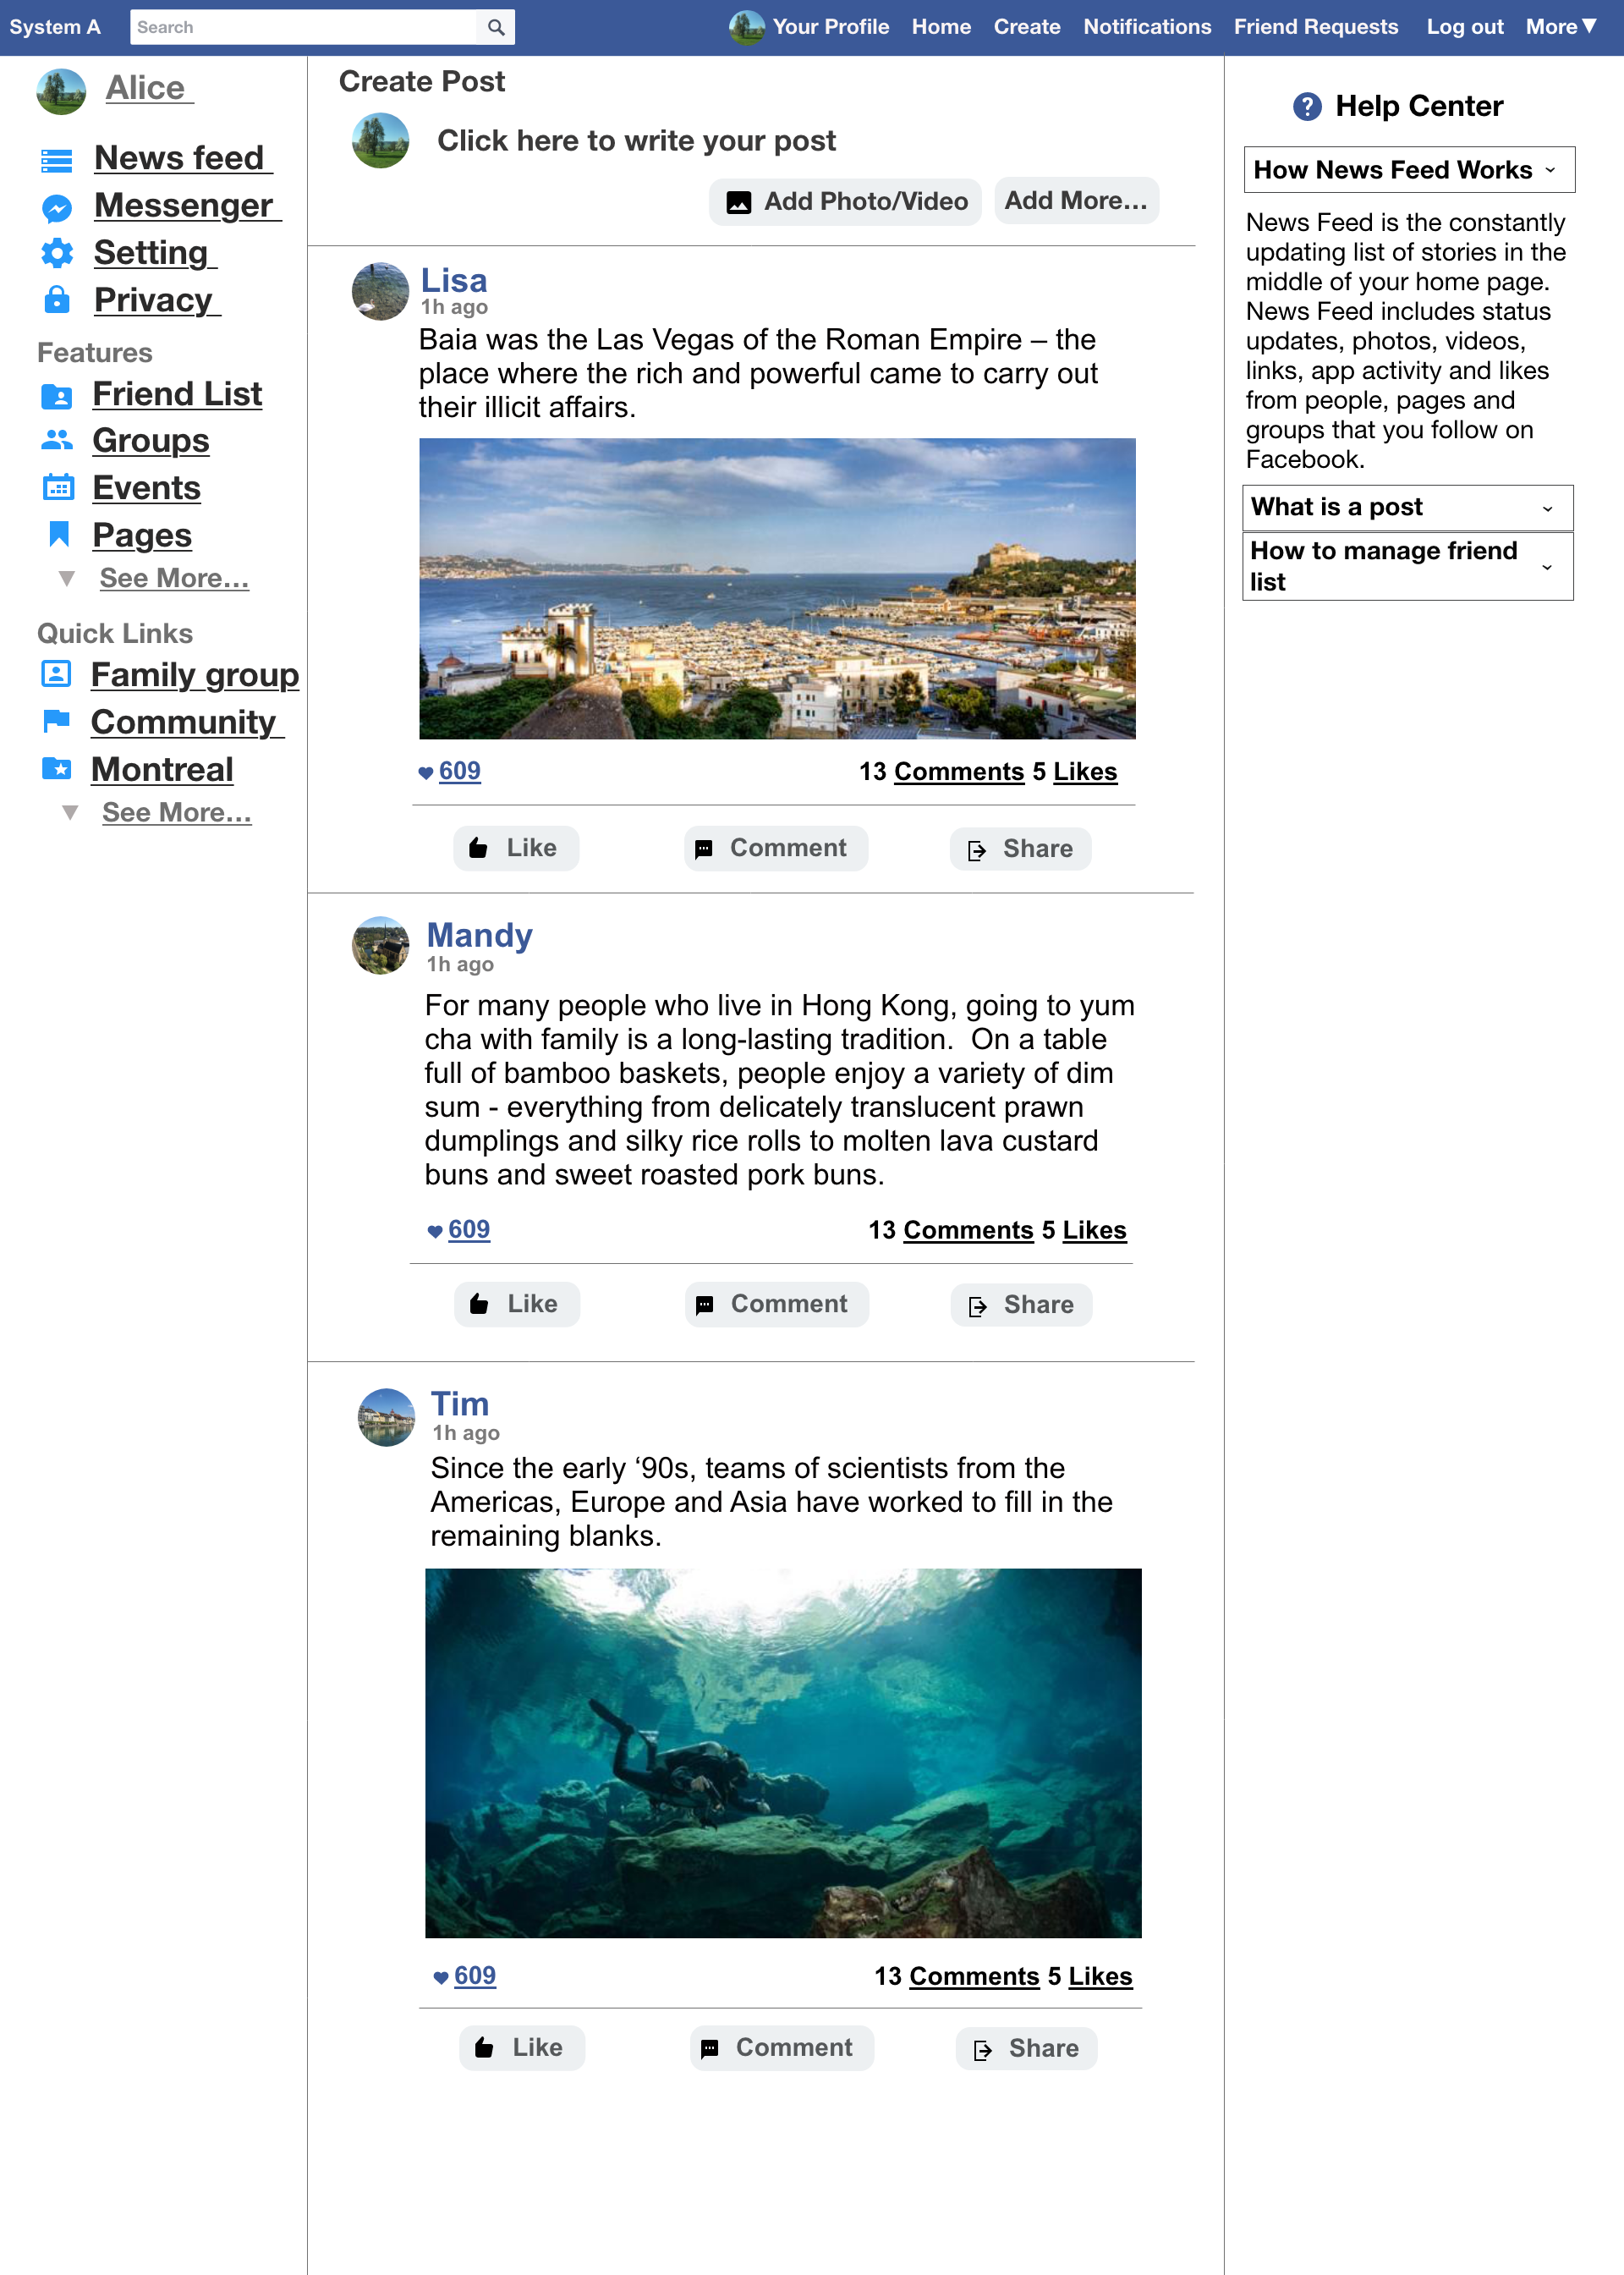 System A
Search
Your Profile Home Create Notifications Friend Requests Log out More▼
Alice
News feed
Messenger
Setting
Privacy
Features
Friend List
Groups
Events
Pages
▼ See More...
Quick Links
Family group
Community
Montreal
▼ See More...
Create Post
Click here to write your post
Add Photo/Video Add More...
Lisa
1h ago
Baia was the Las Vegas of the Roman Empire – the
place where the rich and powerful came to carry out
their illicit affairs.
609 13 Comments 5 Likes
Like Comment Share
Mandy
1h ago
For many people who live in Hong Kong, going to yum
cha with family is a long-lasting tradition.  On a table
full of bamboo baskets, people enjoy a variety of dim
sum - everything from delicately translucent prawn
dumplings and silky rice rolls to molten lava custard
buns and sweet roasted pork buns.
609 13 Comments 5 Likes
Like Comment Share
Tim
1h ago
Since the early ‘90s, teams of scientists from the
Americas, Europe and Asia have worked to fill in the
remaining blanks.
609 13 Comments 5 Likes
Like Comment Share
? Help Center
How News Feed Works
News Feed is the constantly
updating list of stories in the
middle of your home page.
News Feed includes status
updates, photos, videos,
links, app activity and likes
from people, pages and
groups that you follow on
Facebook.
What is a post
How to manage friend
list